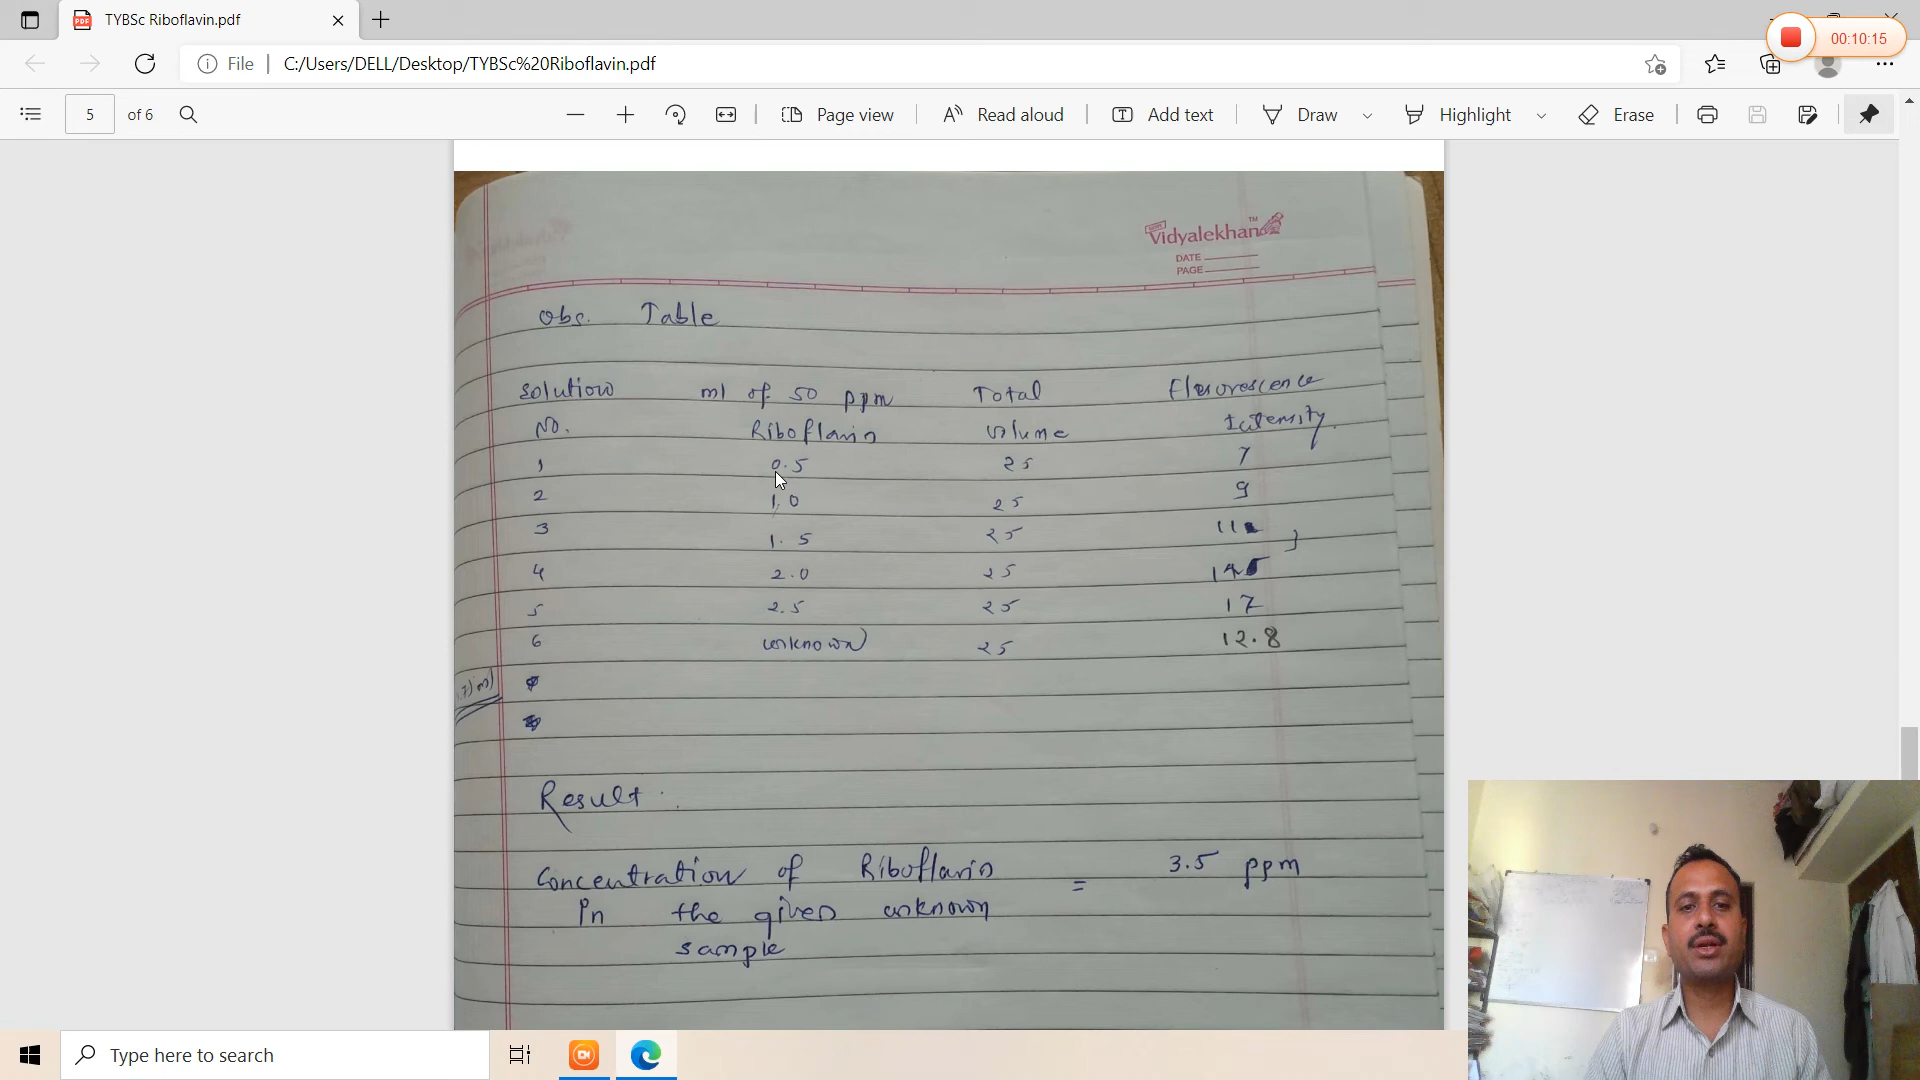 TYBSc Riboflavin.pdf
00:10:15
File C:/Users/DELL/Desktop/TYBSc%20Riboflavin.pdf
5 of 6 Page view Read aloud Add text Draw Highlight Erase
Vidyalekhan TM
DATE
PAGE
Obs. Table
Solution ml of 50 ppm Total Fluorescence
No. Riboflavin Volume Intensity
1 0.5 25 7
2 1.0 25 9
3 1.5 25 11
4 2.0 25 14
5 2.5 25 17
6 unknown 25 12.8
Result :
Concentration of Riboflavin = 3.5 ppm
in the given unknown
sample
Type here to search